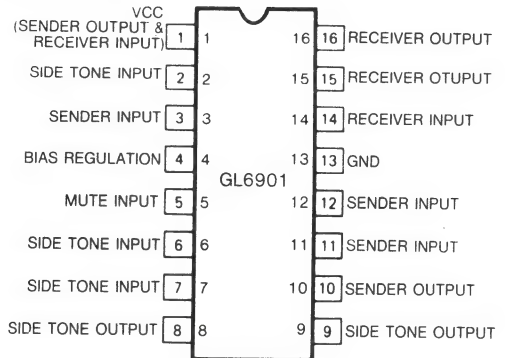 VCC
(SENDER OUTPUT &
RECEIVER INPUT) 1 1 16 16 RECEIVER OUTPUT
SIDE TONE INPUT 2 2 15 15 RECEIVER OTUPUT
SENDER INPUT 3 3 14 14 RECEIVER INPUT
BIAS REGULATION 4 4 13 13 GND
GL6901
MUTE INPUT 5 5 12 12 SENDER INPUT
SIDE TONE INPUT 6 6 11 11 SENDER INPUT
SIDE TONE INPUT 7 7 10 10 SENDER OUTPUT
SIDE TONE OUTPUT 8 8 9 9 SIDE TONE OUTPUT